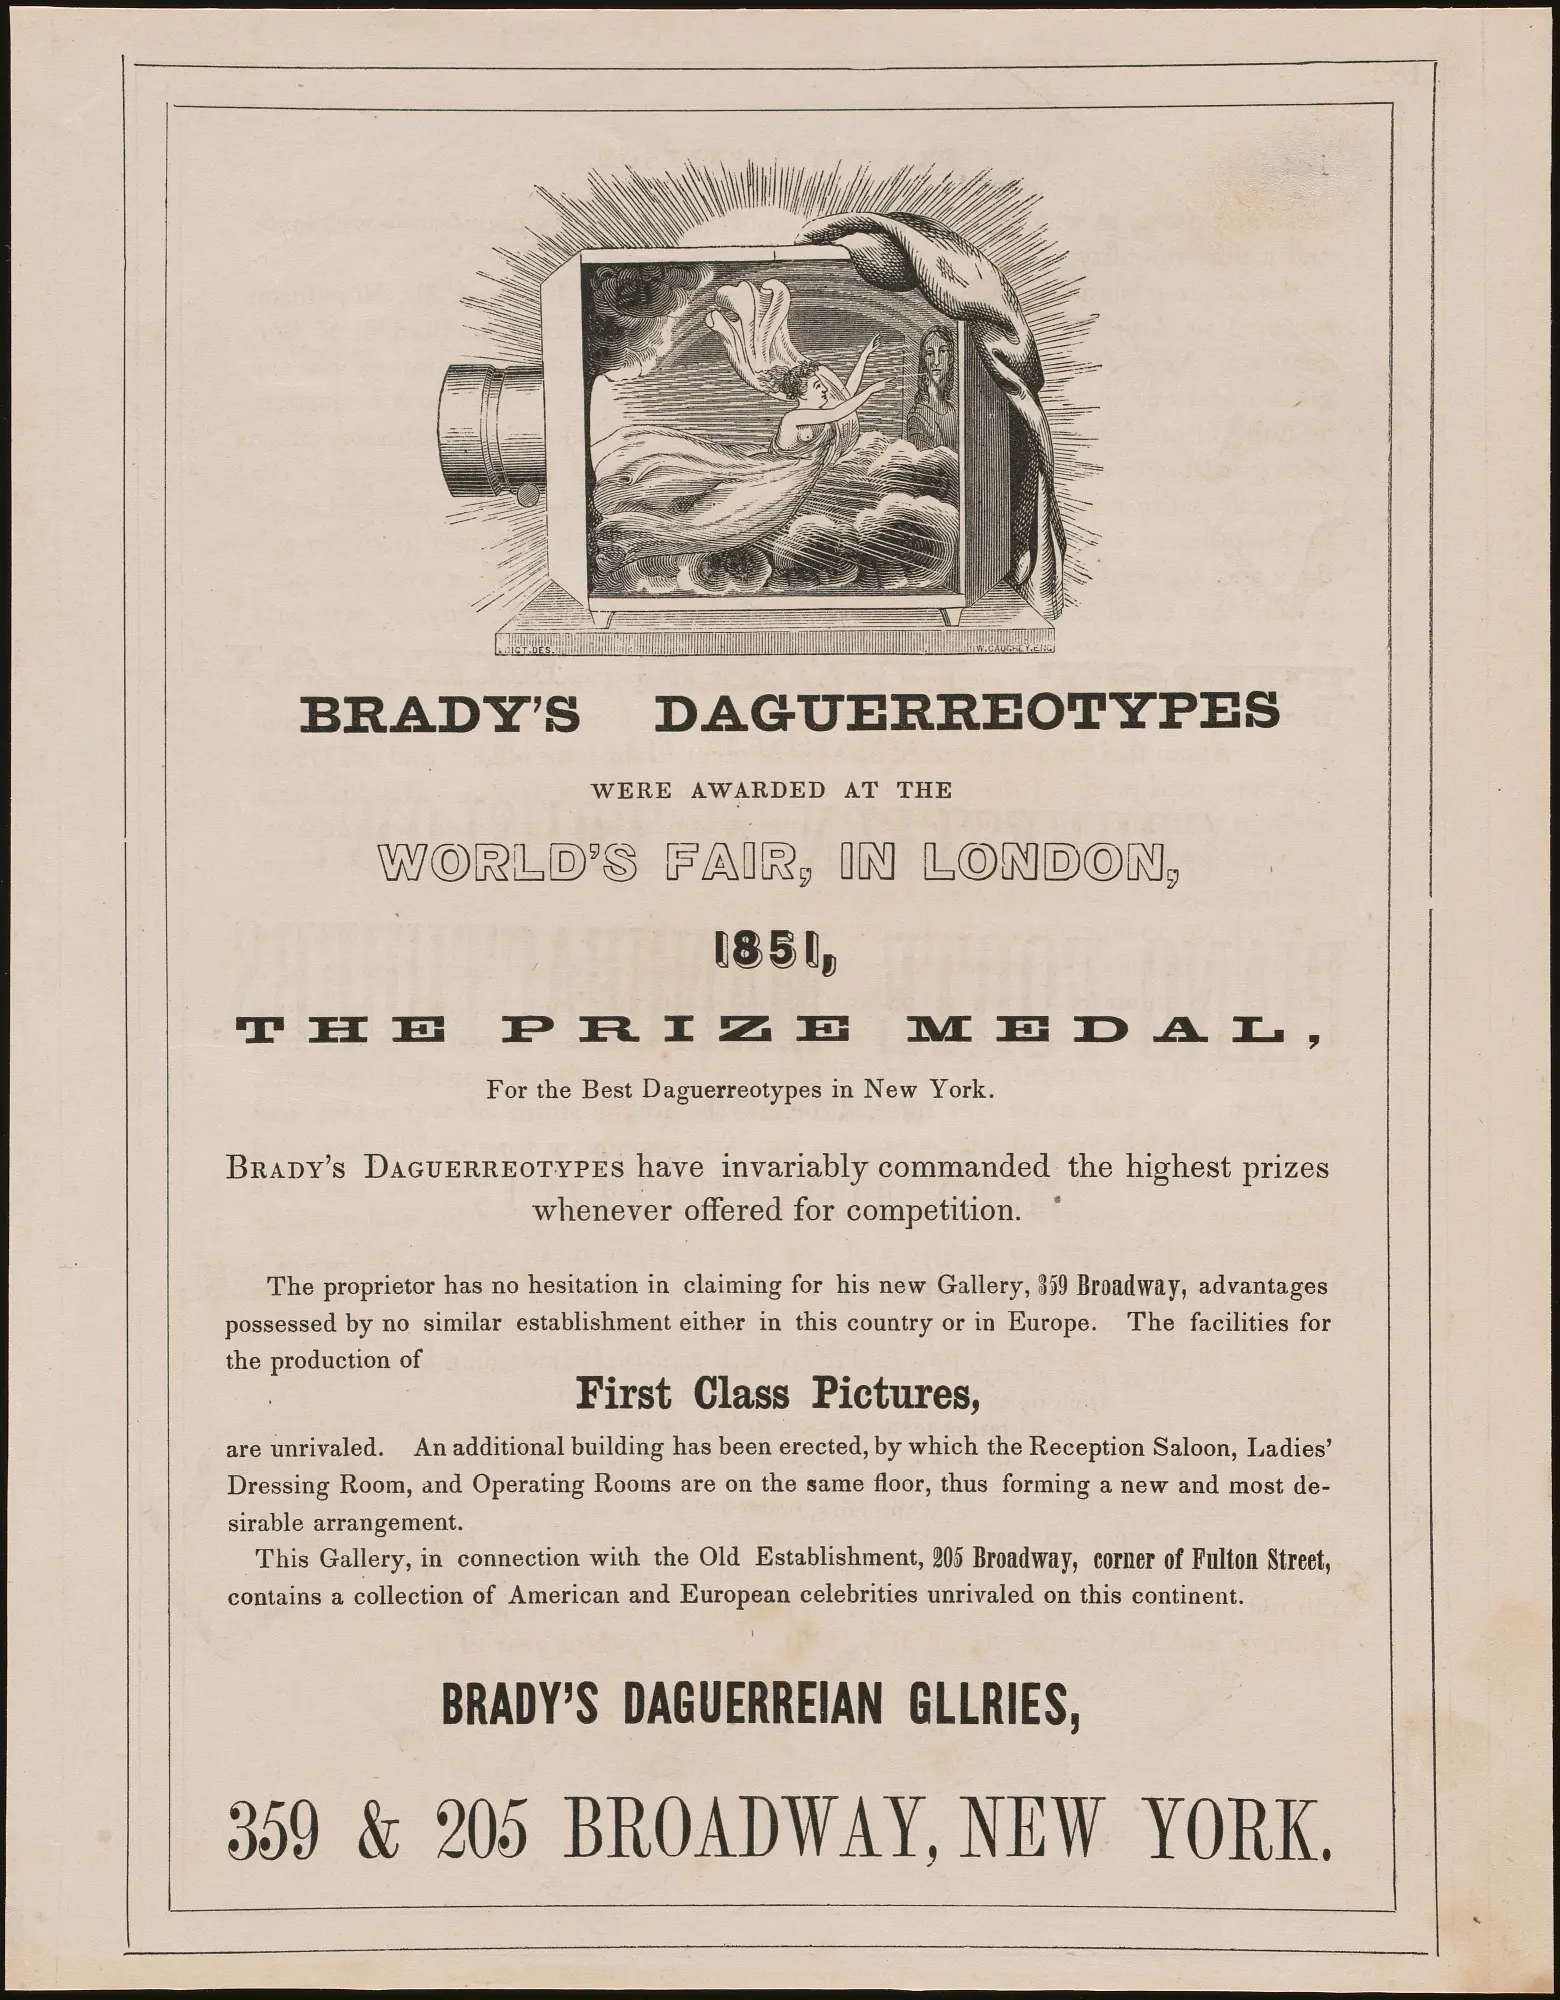 W. CAUGHEY. ENG.
BRADY'S DAGUERREOTYPES
WERE AWARDED AT THE
WORLD'S FAIR, IN LONDON,
1851,
THE PRIZE MEDAL,
For the Best Daguerreotypes in New York.
BRADY'S DAGUERREOTYPES have invariably commanded the highest prizes
whenever offered for competition.
The proprietor has no hesitation in claiming for his new Gallery, 359 Broadway, advantages
possessed by no similar establishment either in this country or in Europe. The facilities for
the production of
First Class Pictures,
are unrivaled. An additional building has been erected, by which the Reception Saloon, Ladies'
Dressing Room, and Operating Rooms are on the same floor, thus forming a new and most de-
sirable arrangement.
This Gallery, in connection with the Old Establishment, 205 Broadway, corner of Fulton Street,
contains a collection of American and European celebrities unrivaled on this continent.
BRADY'S DAGUERREIAN GLLRIES,
359 & 205 BROADWAY, NEW YORK.